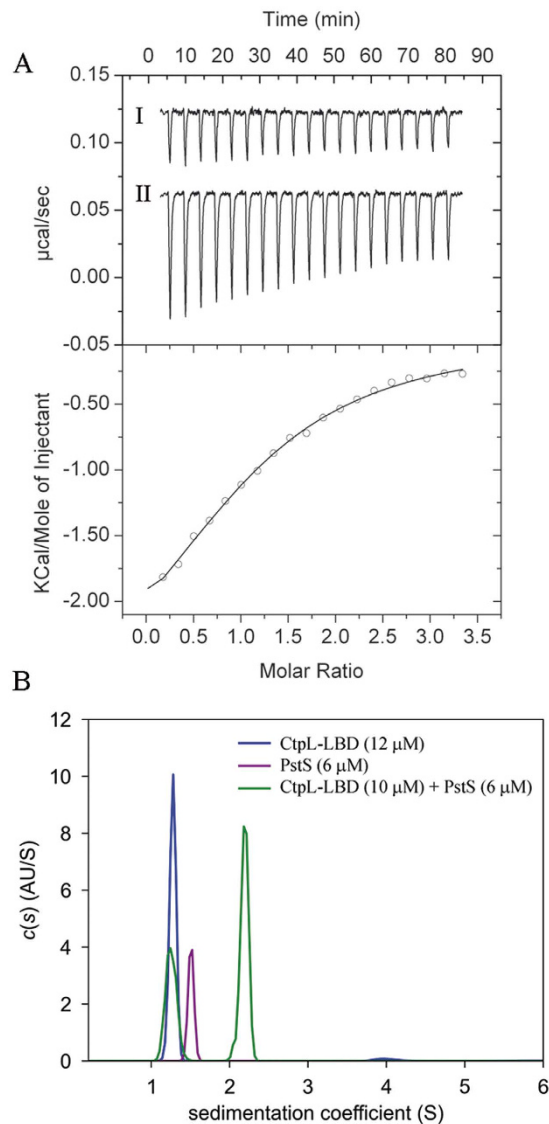 Time (min)
0 10 20 30 40 50 60 70 80 90
A
0.15
I
0.10
II
0.05
0.00
-0.05
µcal/sec
-0.50
-1.00
-1.50
-2.00
KCal/Mole of Injectant
0.0 0.5 1.0 1.5 2.0 2.5 3.0 3.5
Molar Ratio
B
12
10
8
6
4
2
0
c(s) (AU/S)
CtpL-LBD (12 µM)
PstS (6 µM)
CtpL-LBD (10 µM) + PstS (6 µM)
1 2 3 4 5 6
sedimentation coefficient (S)